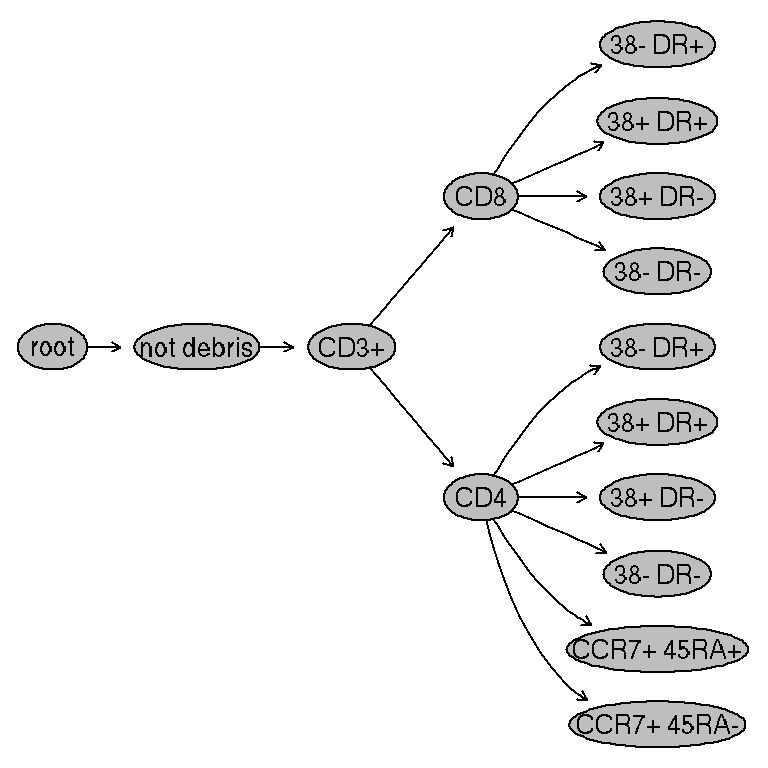 38- DR+
38+ DR+
CD8
38+ DR-
38- DR-
root
not debris
CD3+
38- DR+
38+ DR+
CD4
38+ DR-
38- DR-
CCR7+ 45RA+
CCR7+ 45RA-